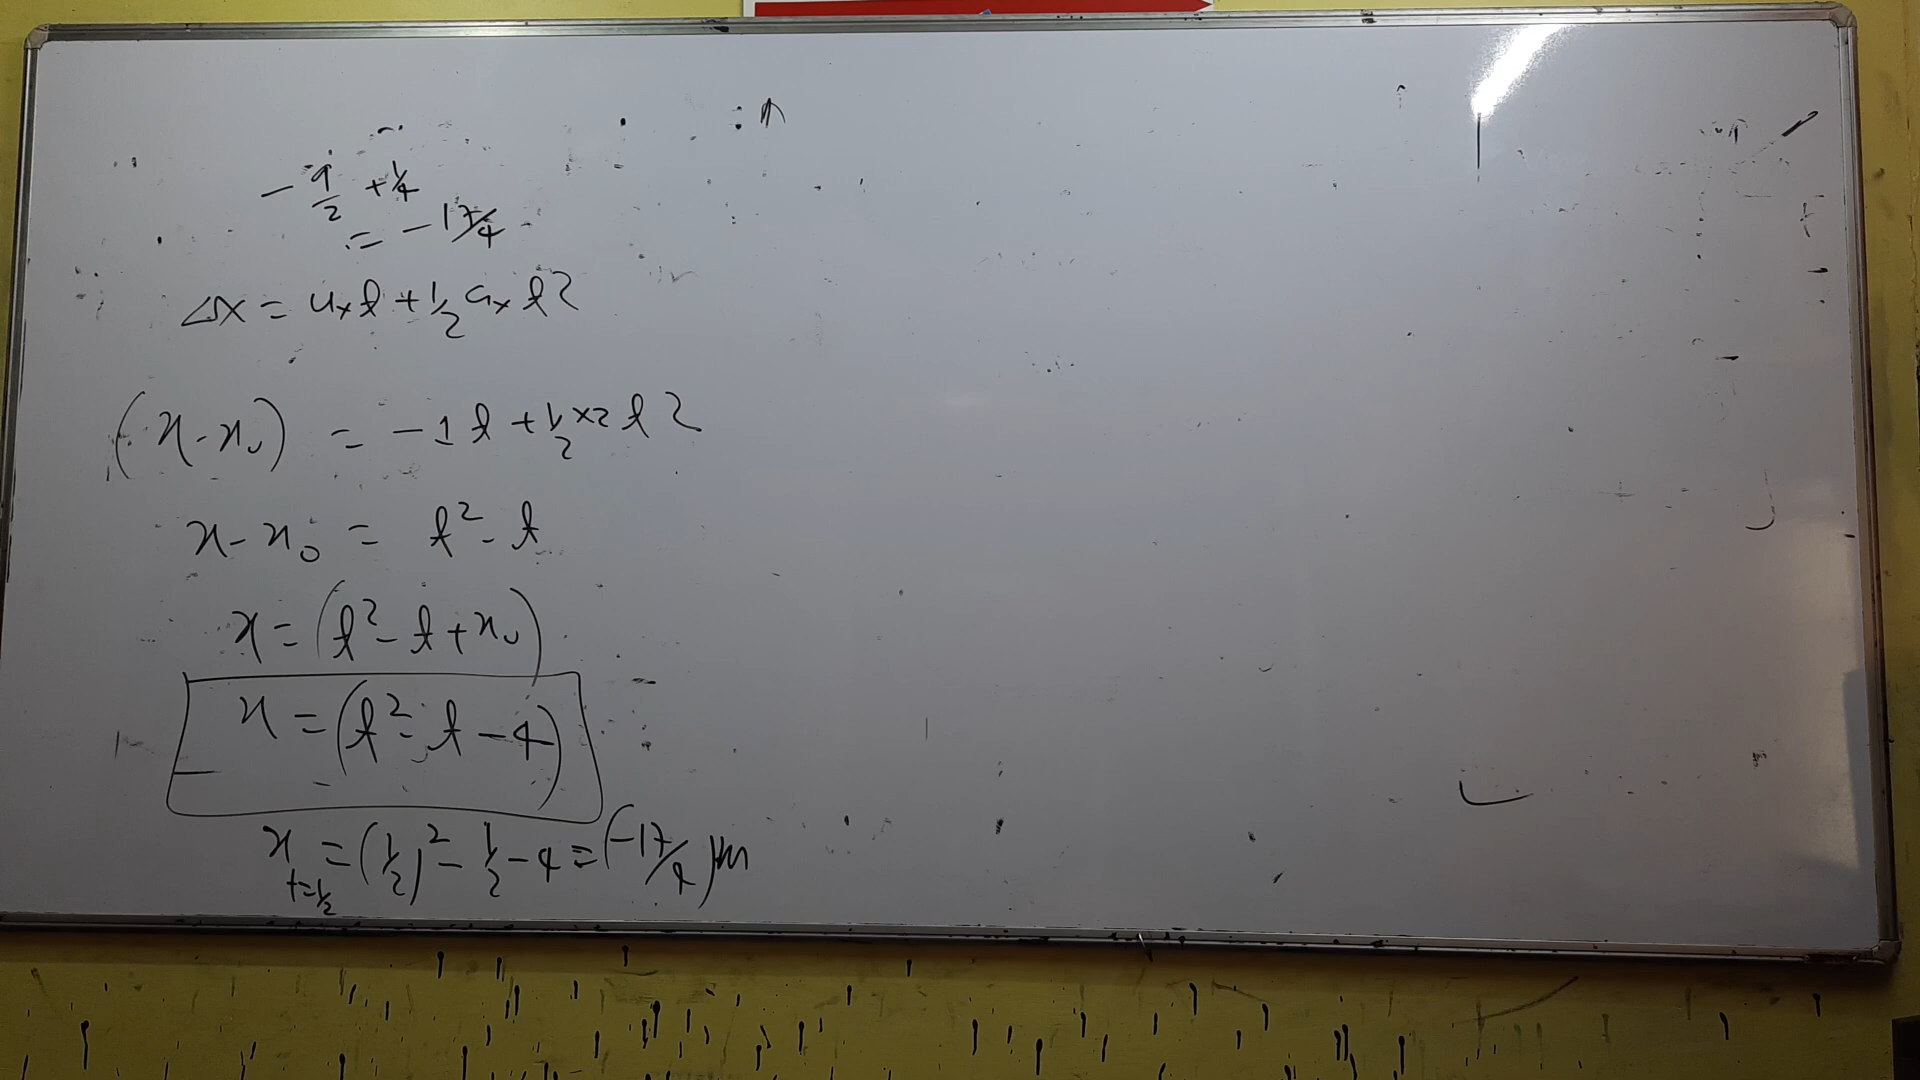 - 9/2 + 1/4
= - 17/4
Δx = uₓt + 1/2 aₓ t²
(x - x₀) = -1t + 1/2 × 2 t²
x - x₀ = t² - t
x = (t² - t + x₀)
x = (t² - t - 4)
x t=1/2 = (1/2)² - 1/2 - 4 = (-17/4) m